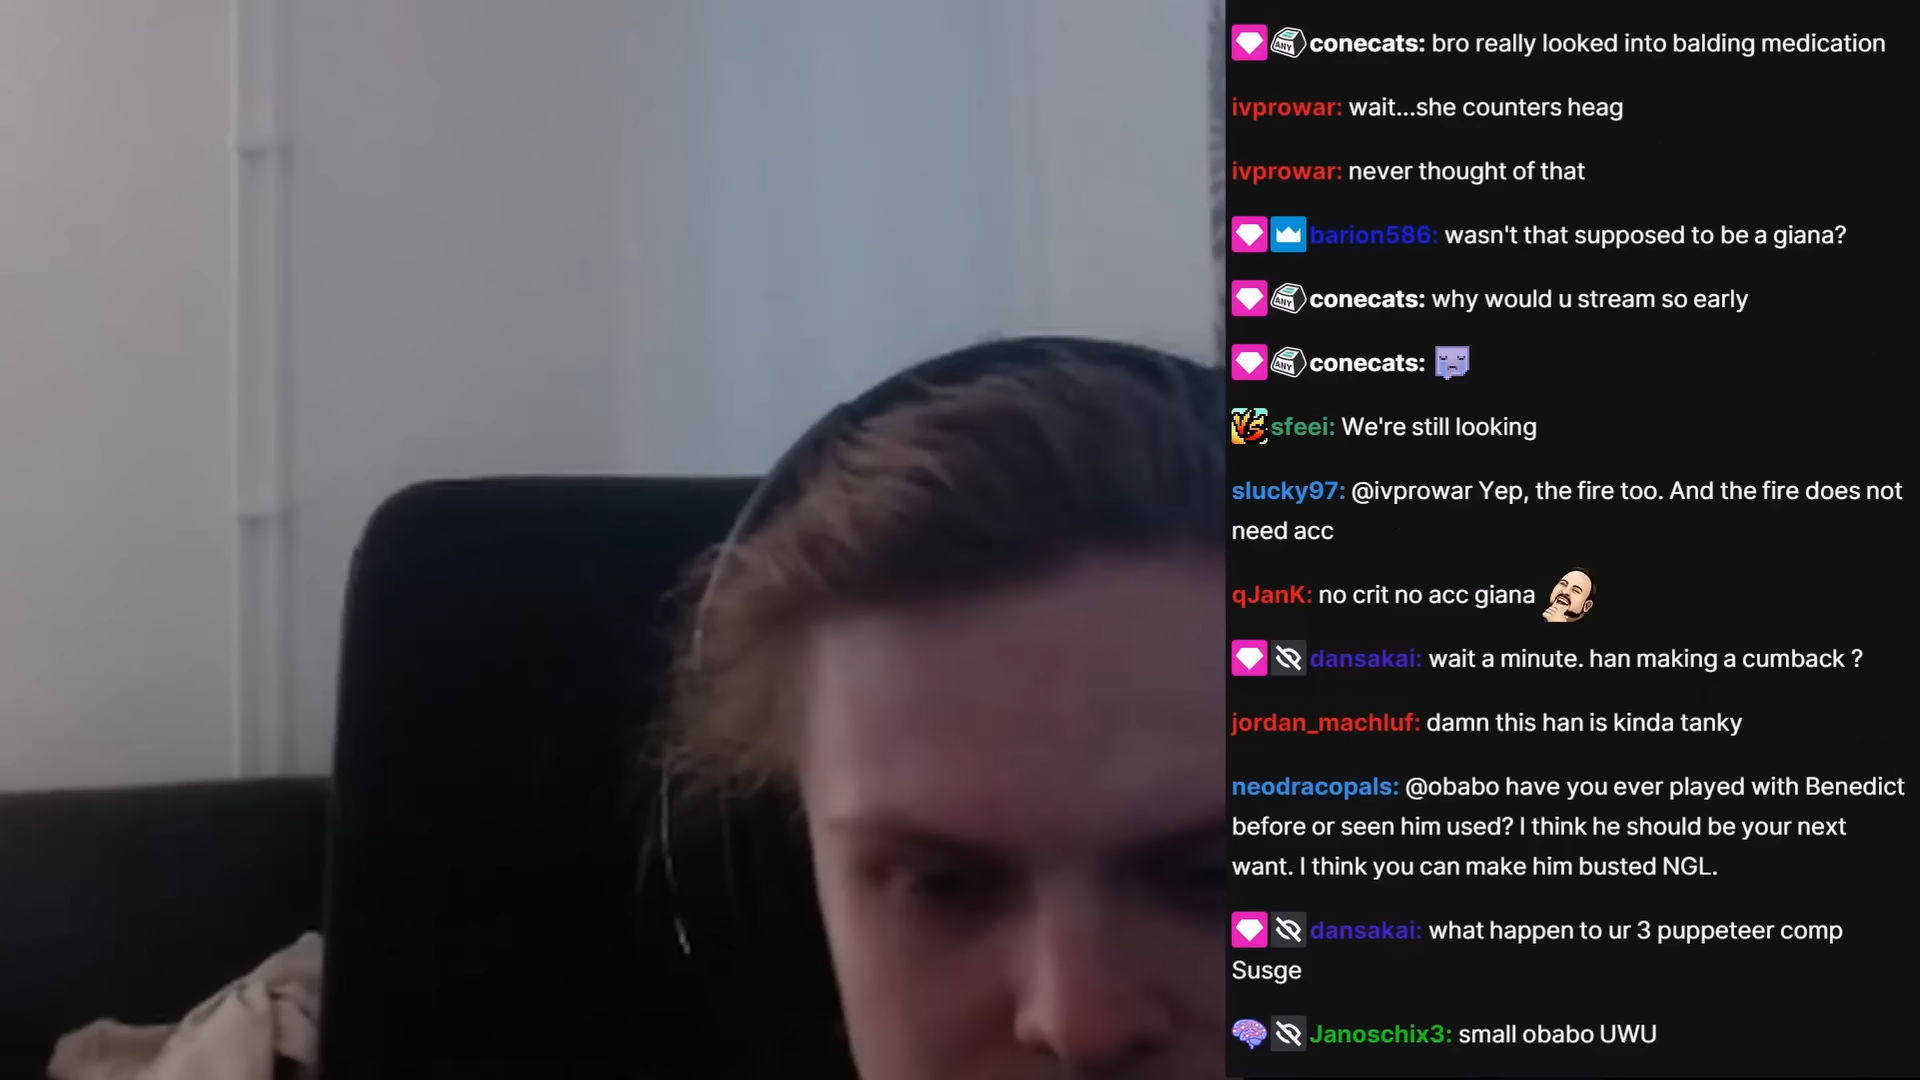 conecats: bro really looked into balding medication
ivprowar: wait...she counters heag
ivprowar: never thought of that
barion586: wasn't that supposed to be a giana?
ANY conecats: why would u stream so early
ANY conecats:
VS sfeei: We're still looking
slucky97: @ivprowar Yep, the fire too. And the fire does not
need acc
qJanK: no crit no acc giana
dansakai: wait a minute. han making a cumback ?
jordan_machluf: damn this han is kinda tanky
neodracopals: @obabo have you ever played with Benedict
before or seen him used? I think he should be your next
want. I think you can make him busted NGL.
dansakai: what happen to ur 3 puppeteer comp
Susge
Janoschix3: small obabo UWU